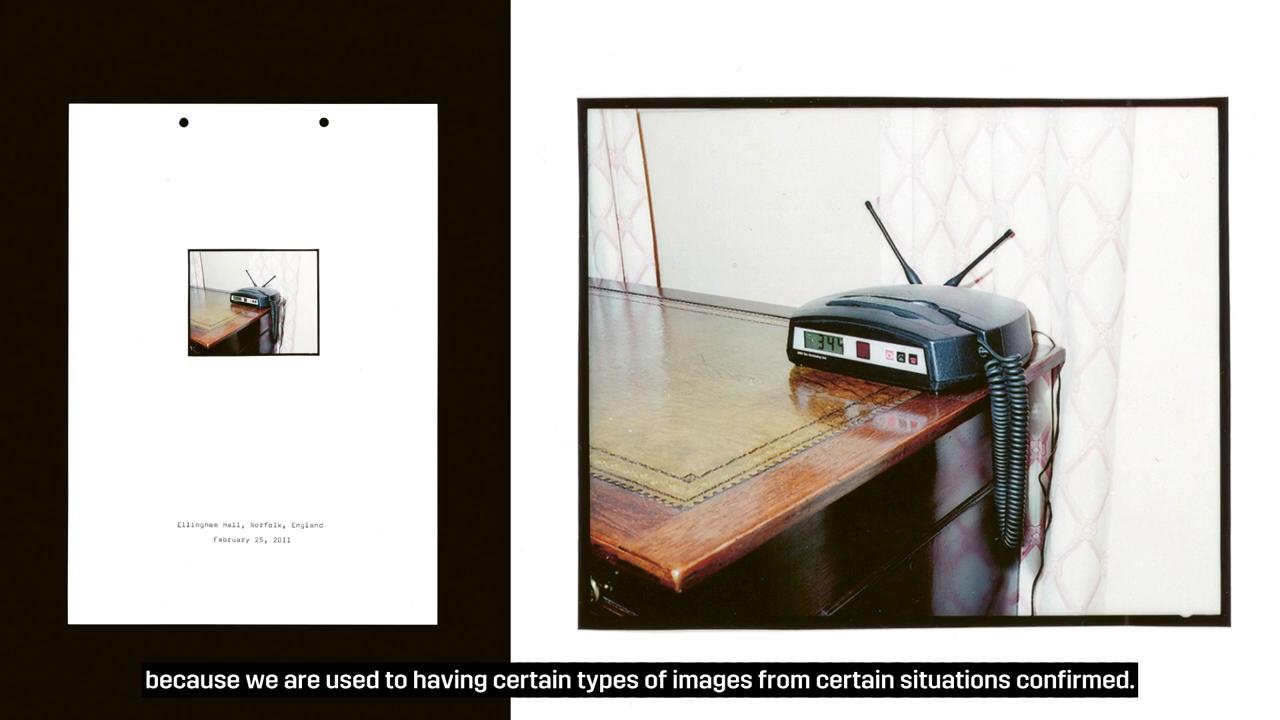 Ellingham Hall, Norfolk, England
February 25, 2011
345
because we are used to having certain types of images from certain situations confirmed.